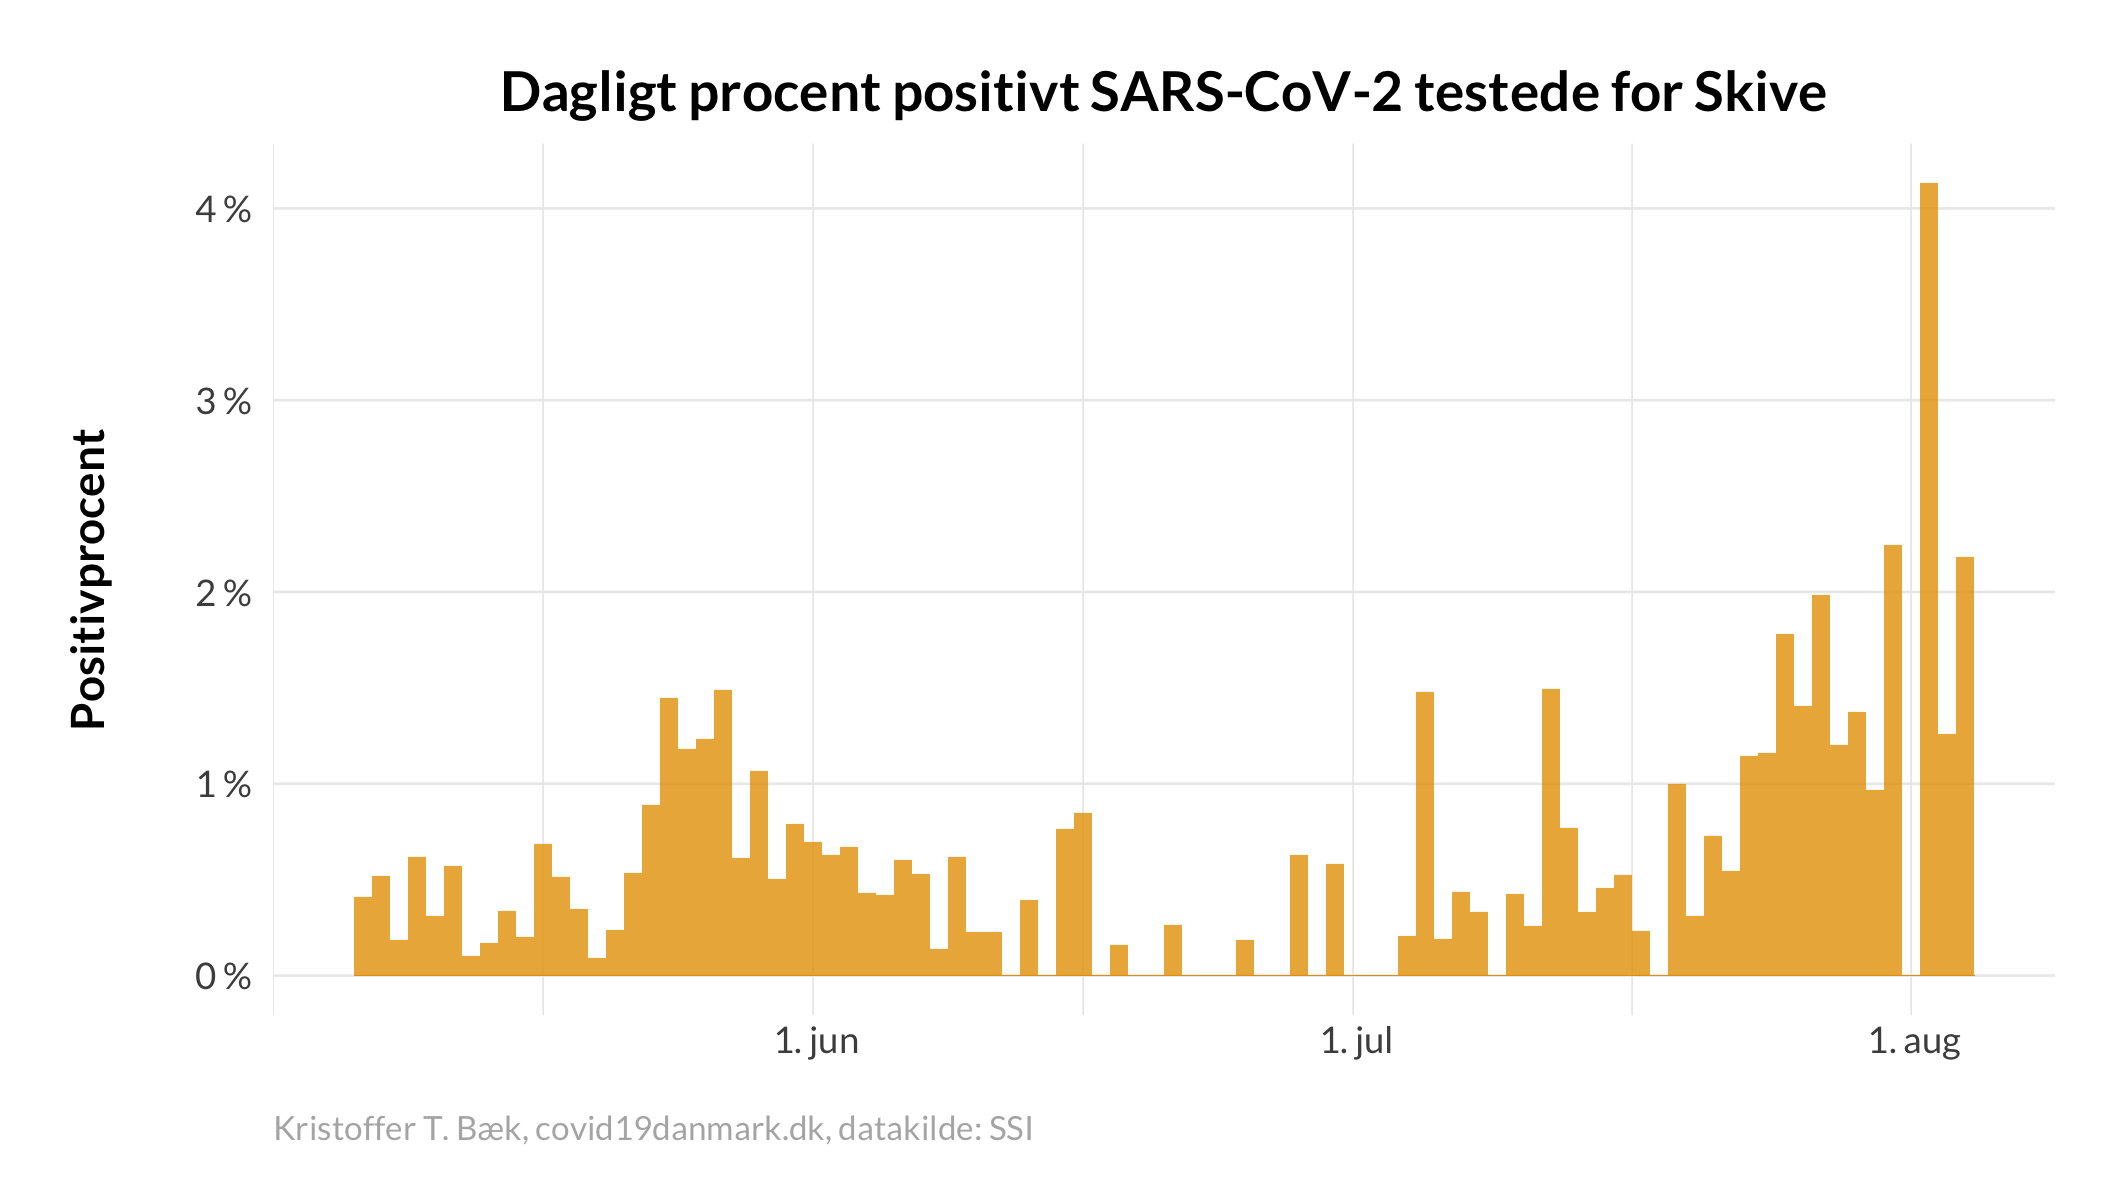 Dagligt procent positivt SARS-CoV-2 testede for Skive
Positivprocent
4 %
3 %
2 %
1 %
0 %
1. jun
1. jul
1. aug
Kristoffer T. Bæk, covid19danmark.dk, datakilde: SSI